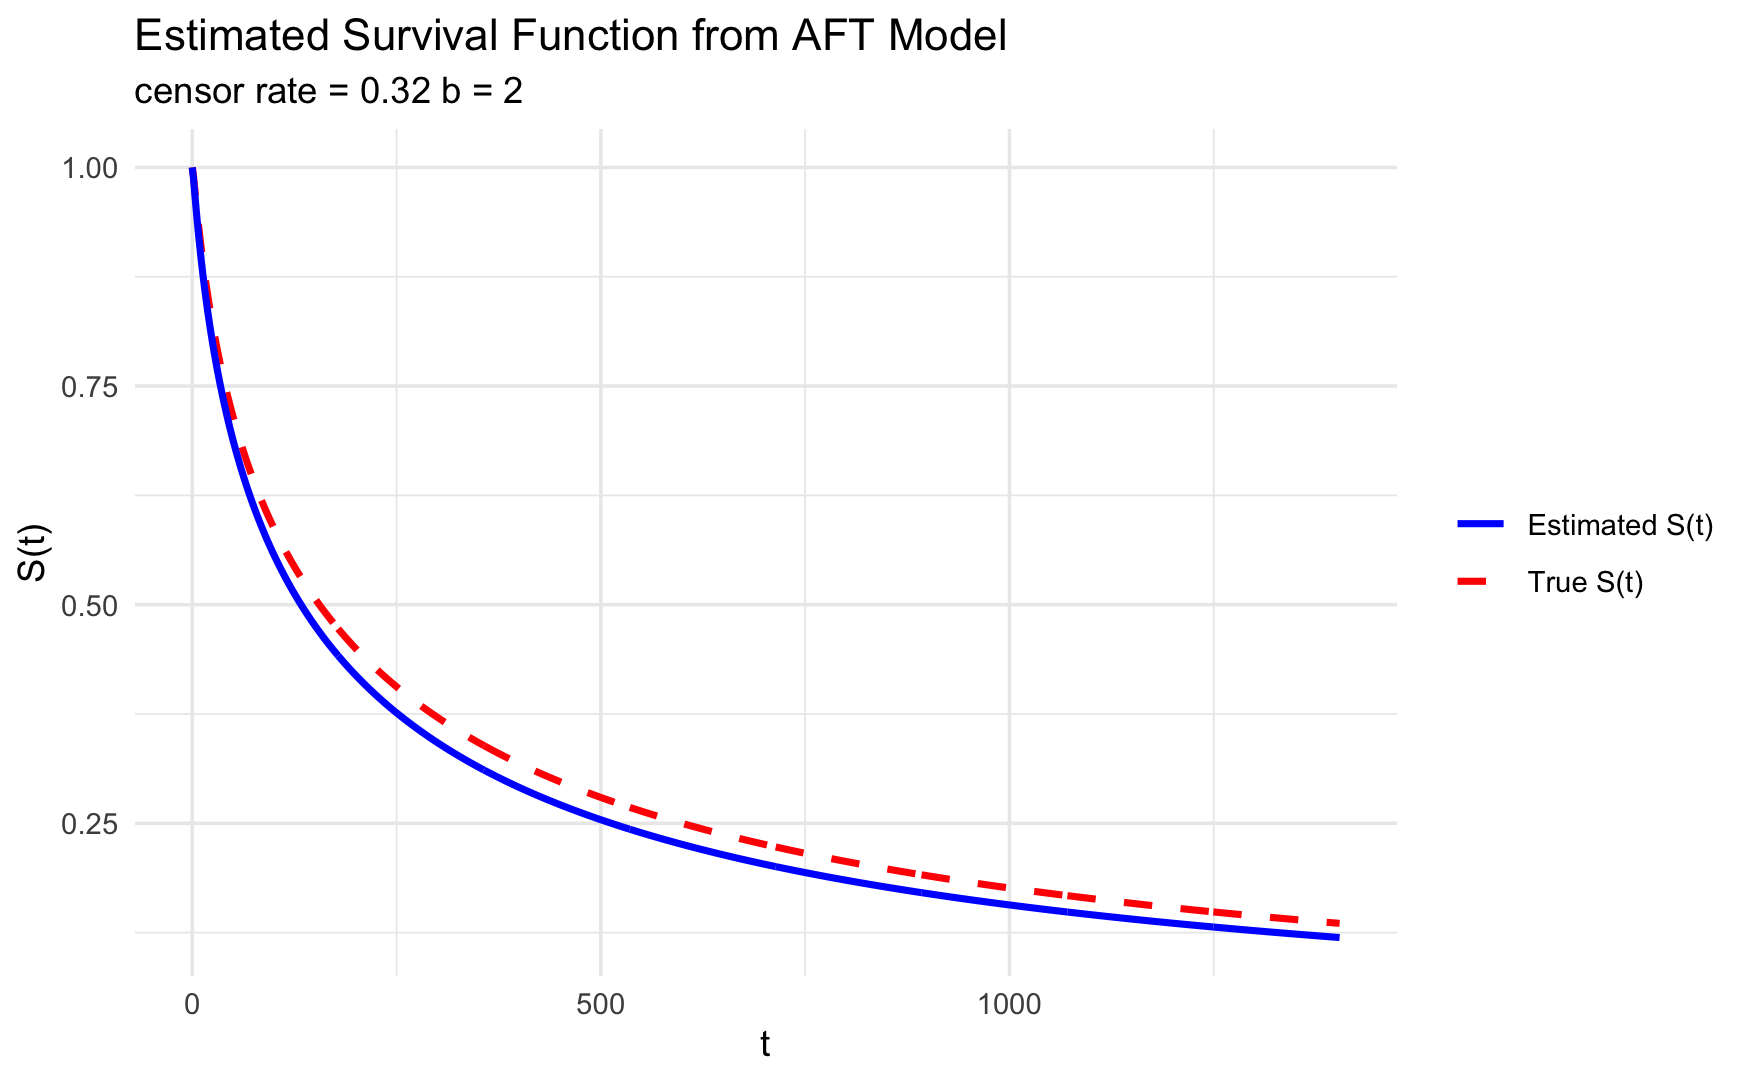 Estimated Survival Function from AFT Model
censor rate = 0.32 b = 2
S(t)
1.00
0.75
0.50
0.25
0
500
1000
t
Estimated S(t)
True S(t)